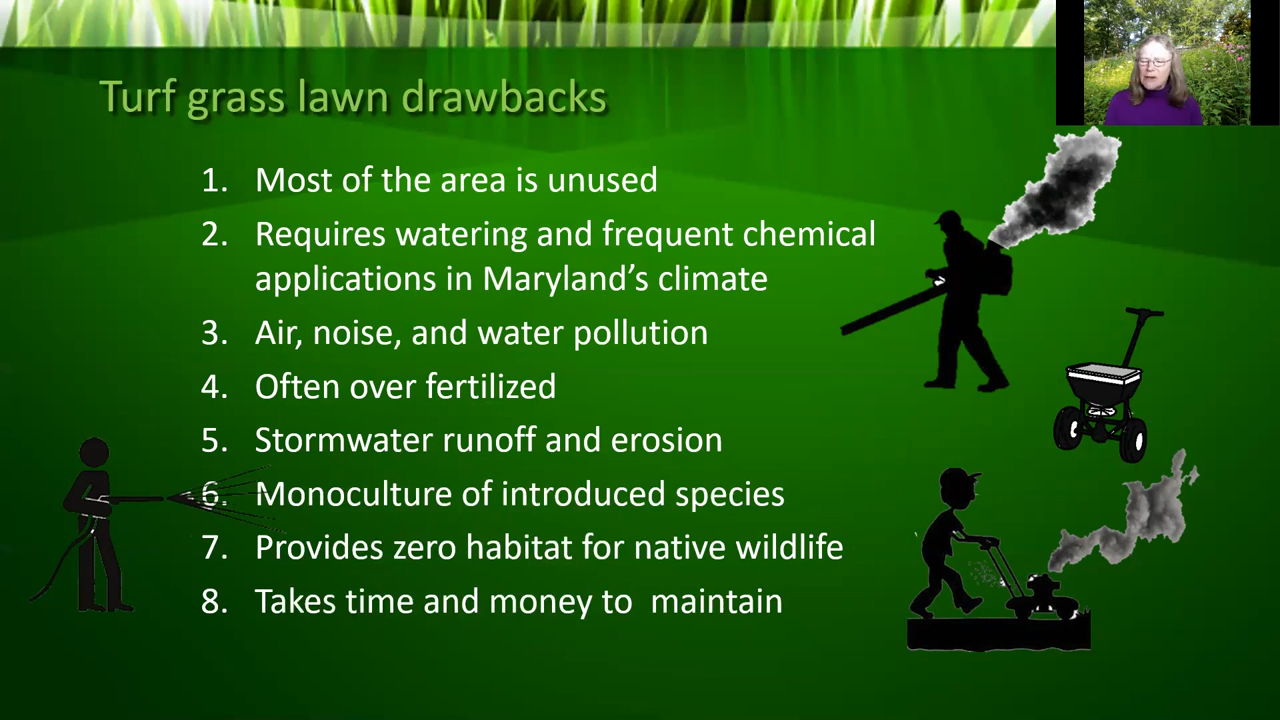 Turf grass lawn drawbacks
1. Most of the area is unused
2. Requires watering and frequent chemical
applications in Maryland’s climate
3. Air, noise, and water pollution
4. Often over fertilized
5. Stormwater runoff and erosion
6. Monoculture of introduced species
7. Provides zero habitat for native wildlife
8. Takes time and money to  maintain